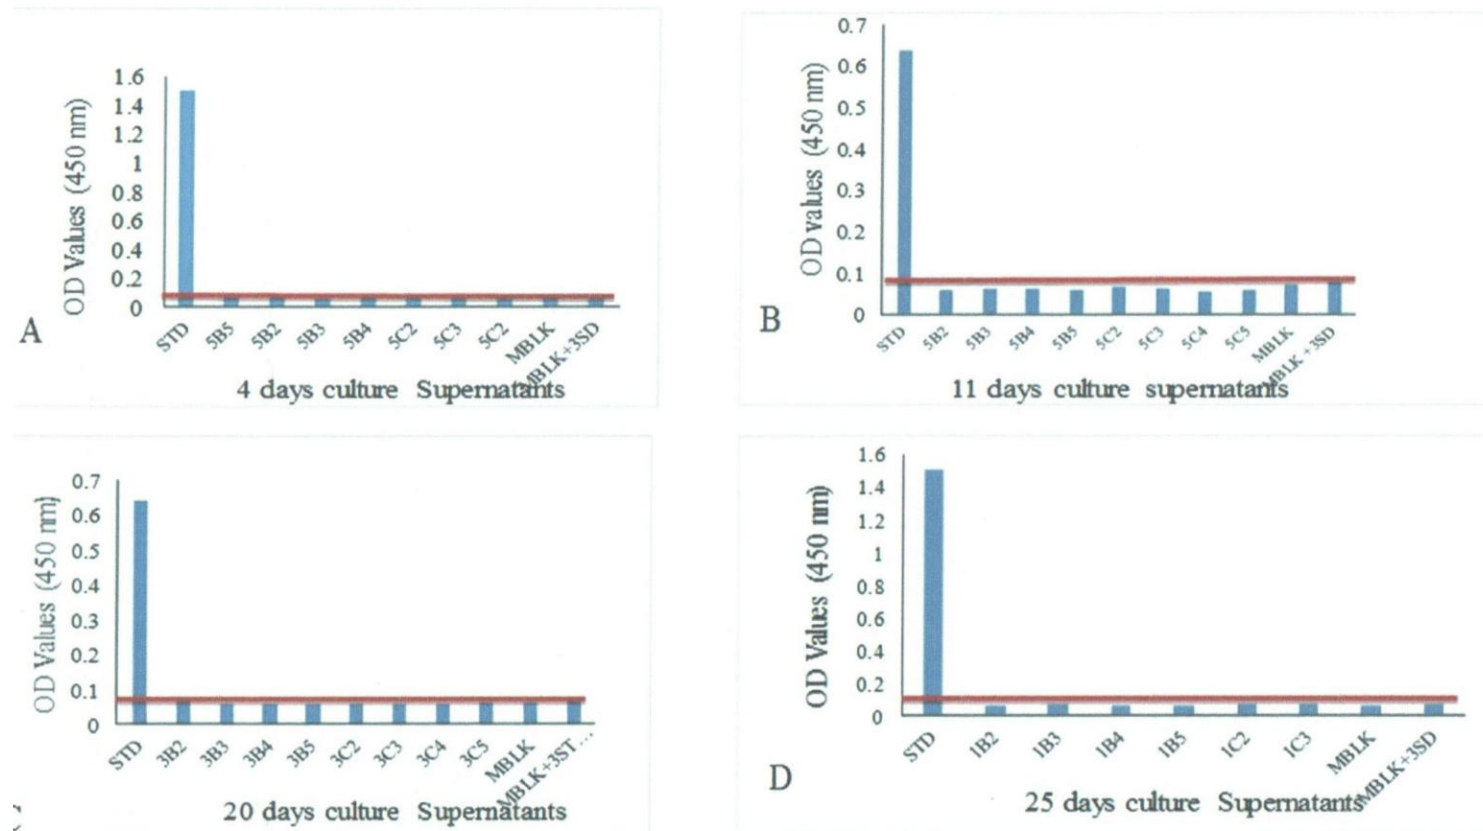 OD Values (450 nm)
1.6
1.4
1.2
1
0.8
0.6
0.4
0.2
0
STD
5B5
5B2
5B3
5B4
5C2
5C3
5C2
MBLK
MBLK+3SD
4 days culture Supernatants
A
OD values (450 nm)
0.7
0.6
0.5
0.4
0.3
0.2
0.1
0
STD
5B2
5B3
5B4
5B5
5C2
5C3
5C4
5C5
MBLK
MBLK +3SD
11 days culture supernatants
B
OD Values (450 nm)
0.7
0.6
0.5
0.4
0.3
0.2
0.1
0
STD
3B2
3B3
3B4
3B5
3C2
3C3
3C4
3C5
MBLK
MBLK+3ST…
20 days culture Supernatants
OD Values (450 nm)
1.6
1.4
1.2
1
0.8
0.6
0.4
0.2
0
STD
1B2
1B3
1B4
1B5
1C2
1C3
MBLK
MBLK+3SD
25 days culture Supernatants
D